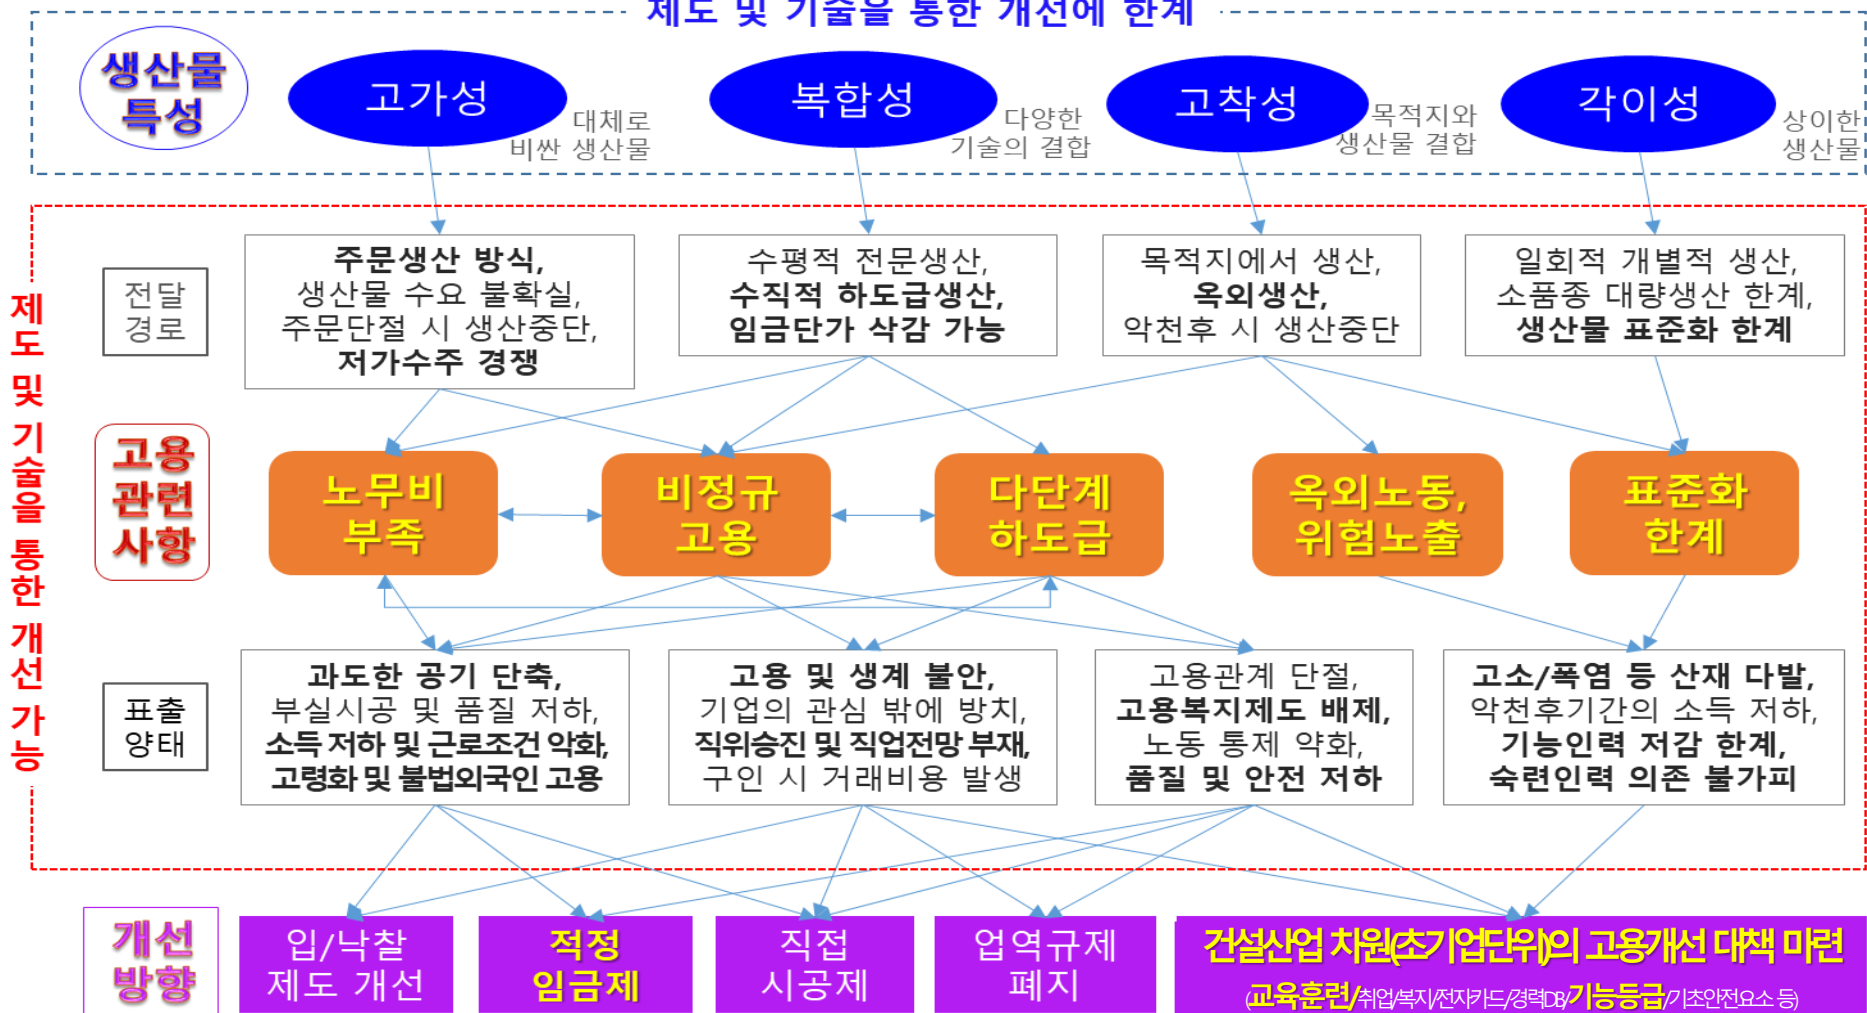 제도 및 기술을 통한 개선에 한계
생산물
특성
고가성
대체로
비싼 생산물
복합성
다양한
기술의 결합
고착성
목적지와
생산물 결합
각이성
상이한
생산물
제도 및 기술을 통한 개선 가능
전달
경로
주문생산 방식,
생산물 수요 불확실,
주문단절 시 생산중단,
저가수주 경쟁
수평적 전문생산,
수직적 하도급생산,
임금단가 삭감 가능
목적지에서 생산,
옥외생산,
악천후 시 생산중단
일회적 개별적 생산,
소품종 대량생산 한계,
생산물 표준화 한계
고용
관련
사항
노무비
부족
비정규
고용
다단계
하도급
옥외노동,
위험노출
표준화
한계
표출
양태
과도한 공기 단축,
부실시공 및 품질 저하,
소득 저하 및 근로조건 악화,
고령화 및 불법외국인 고용
고용 및 생계 불안,
기업의 관심 밖에 방치,
직위승진 및 직업전망 부재,
구인 시 거래비용 발생
고용관계 단절,
고용복지제도 배제,
노동 통제 약화,
품질 및 안전 저하
고소/폭염 등 산재 다발,
악천후기간의 소득 저하,
기능인력 저감 한계,
숙련인력 의존 불가피
개선
방향
입/낙찰
제도 개선
적정
임금제
직접
시공제
업역규제
폐지
건설산업 차원(초기업단위)의 고용개선 대책 마련
(교육훈련/취업/복지/전자카드/경력DB/기능등급/기초안전요소 등)